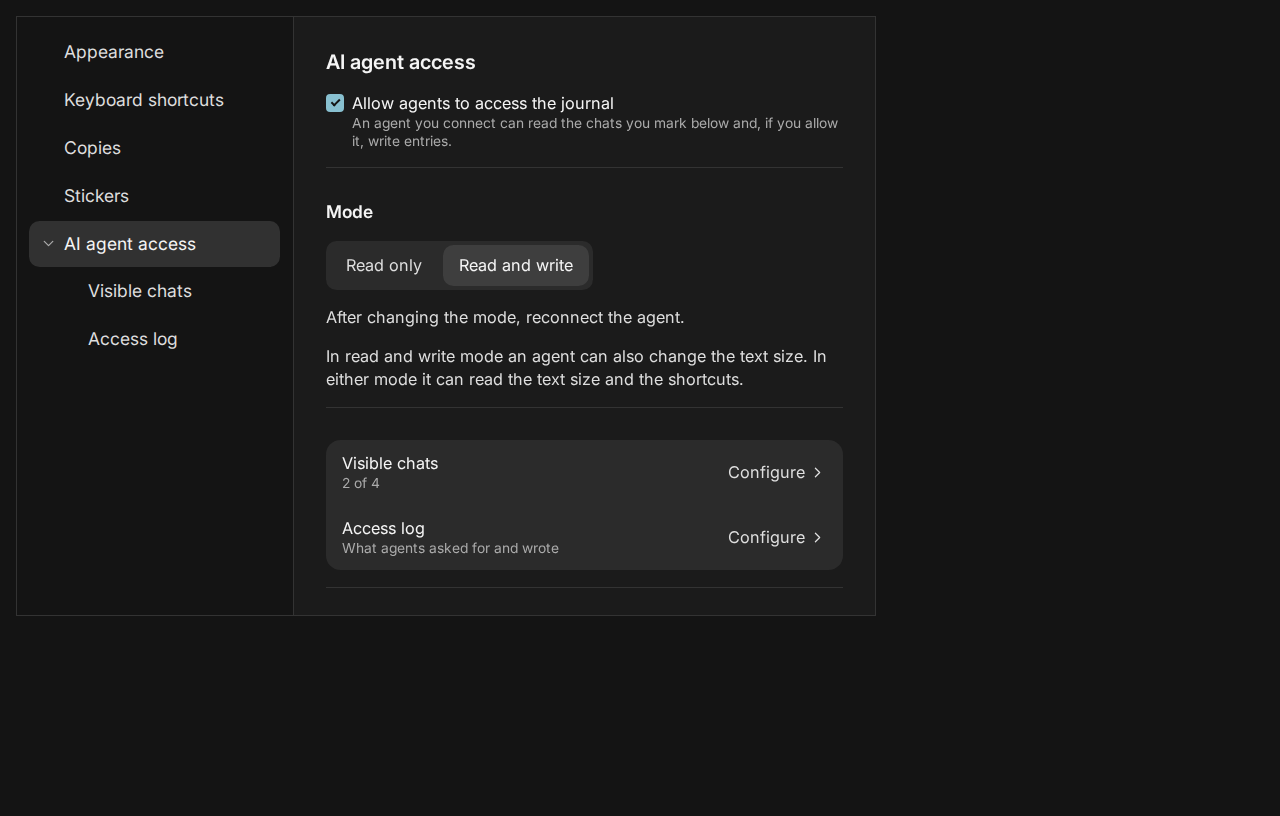 Appearance
Keyboard shortcuts
Copies
Stickers
AI agent access
Visible chats
Access log
AI agent access
Allow agents to access the journal
An agent you connect can read the chats you mark below and, if you allow
it, write entries.
Mode
Read only
Read and write
After changing the mode, reconnect the agent.
In read and write mode an agent can also change the text size. In
either mode it can read the text size and the shortcuts.
Visible chats
2 of 4
Configure
Access log
What agents asked for and wrote
Configure